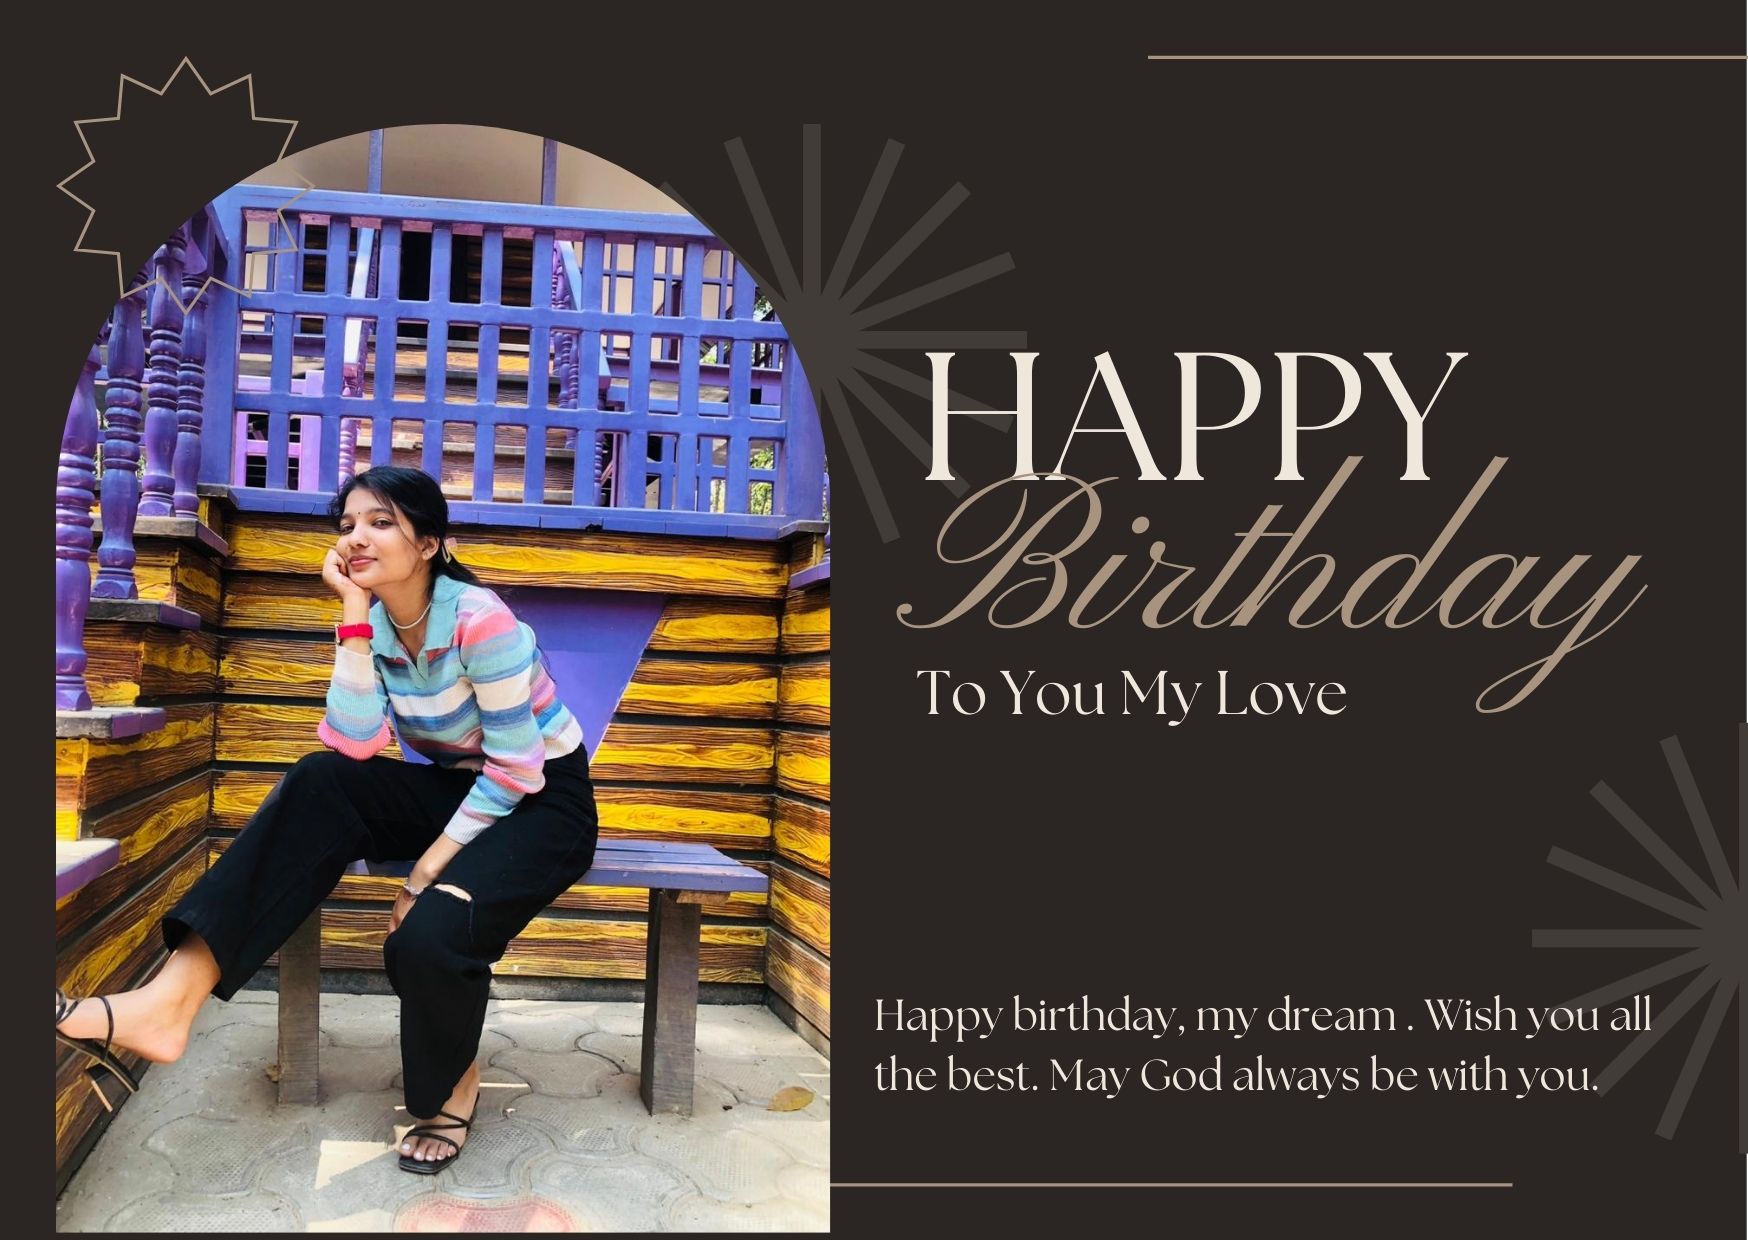 HAPPY
Birthday
To You My Love
Happy birthday, my dream . Wish you all
the best. May God always be with you.